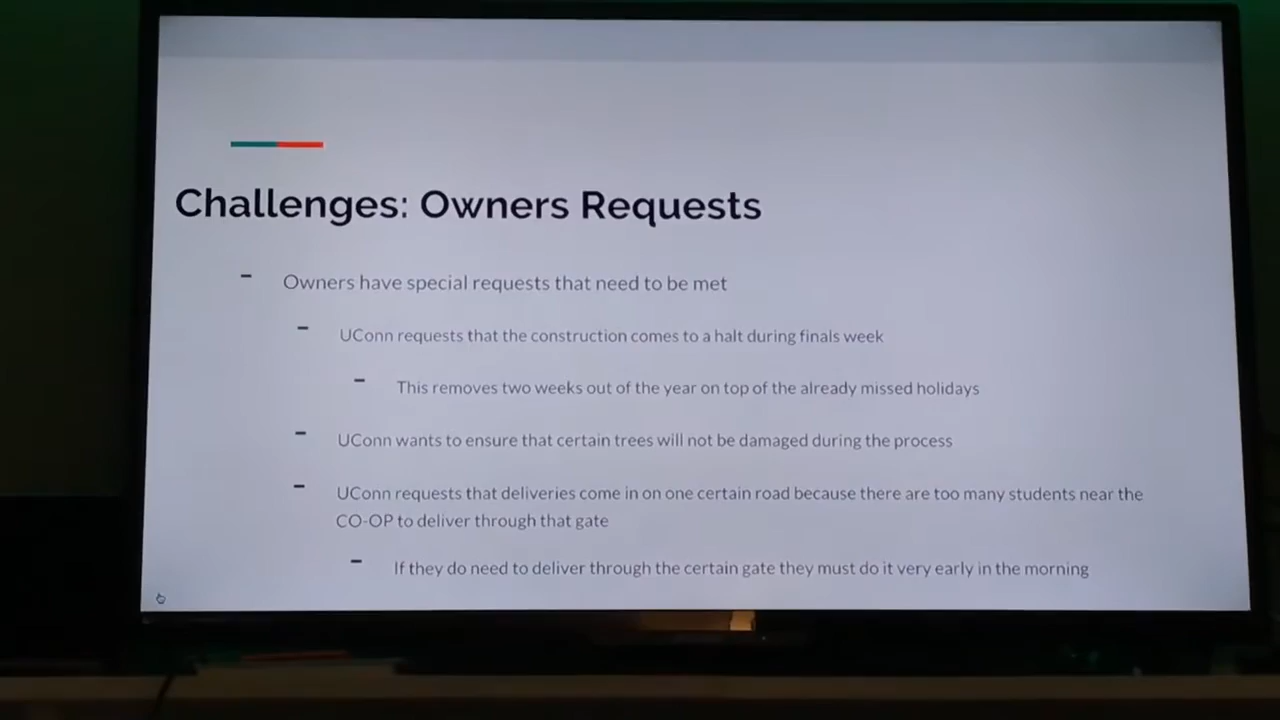 Challenges: Owners Requests
- Owners have special requests that need to be met
- UConn requests that the construction comes to a halt during finals week
- This removes two weeks out of the year on top of the already missed holidays
- UConn wants to ensure that certain trees will not be damaged during the process
- UConn requests that deliveries come in on one certain road because there are too many students near the
CO-OP to deliver through that gate
- If they do need to deliver through the certain gate they must do it very early in the morning